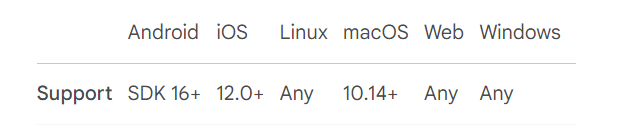 Android iOS Linux macOS Web Windows
Support SDK 16+ 12.0+ Any 10.14+ Any Any